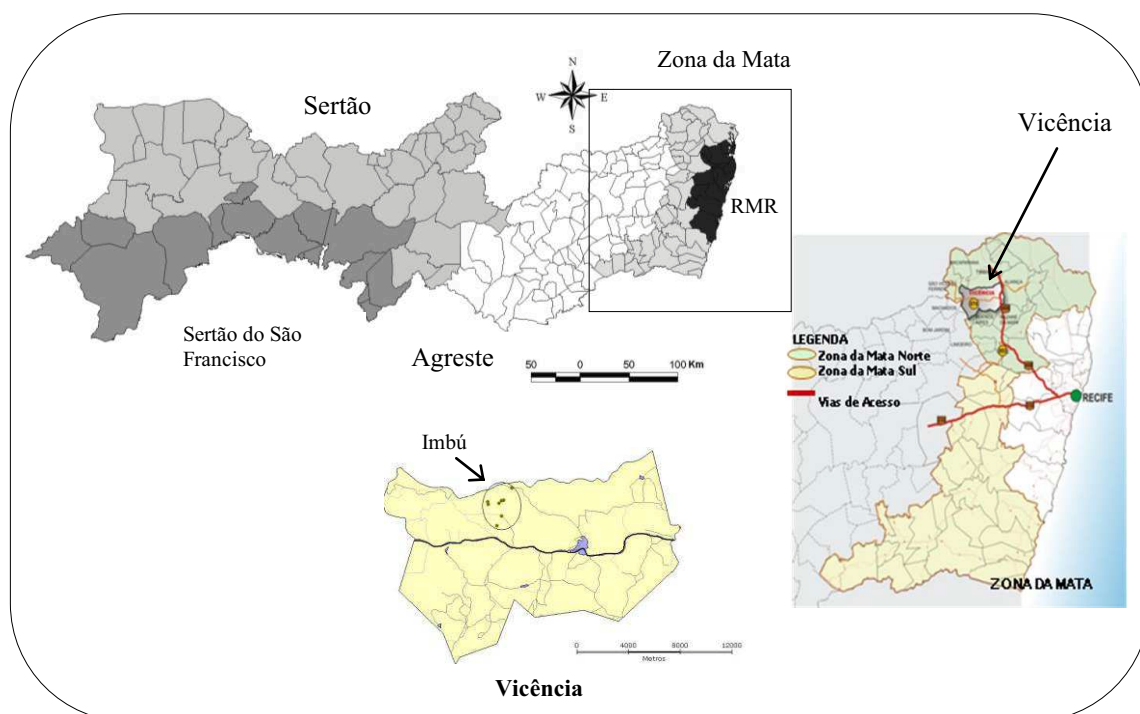 Zona da Mata
N
W E
S
Sertão
Vicência
RMR
Sertão do São
Francisco
Agreste
50 0 50 100 Km
VICÊNCIA
LIMOEIRO
LEGENDA
Zona da Mata Norte
Zona da Mata Sul
Vias de Acesso
RECIFE
ZONA DA MATA
Imbú
0 4000 8000 12000
Metros
Vicência